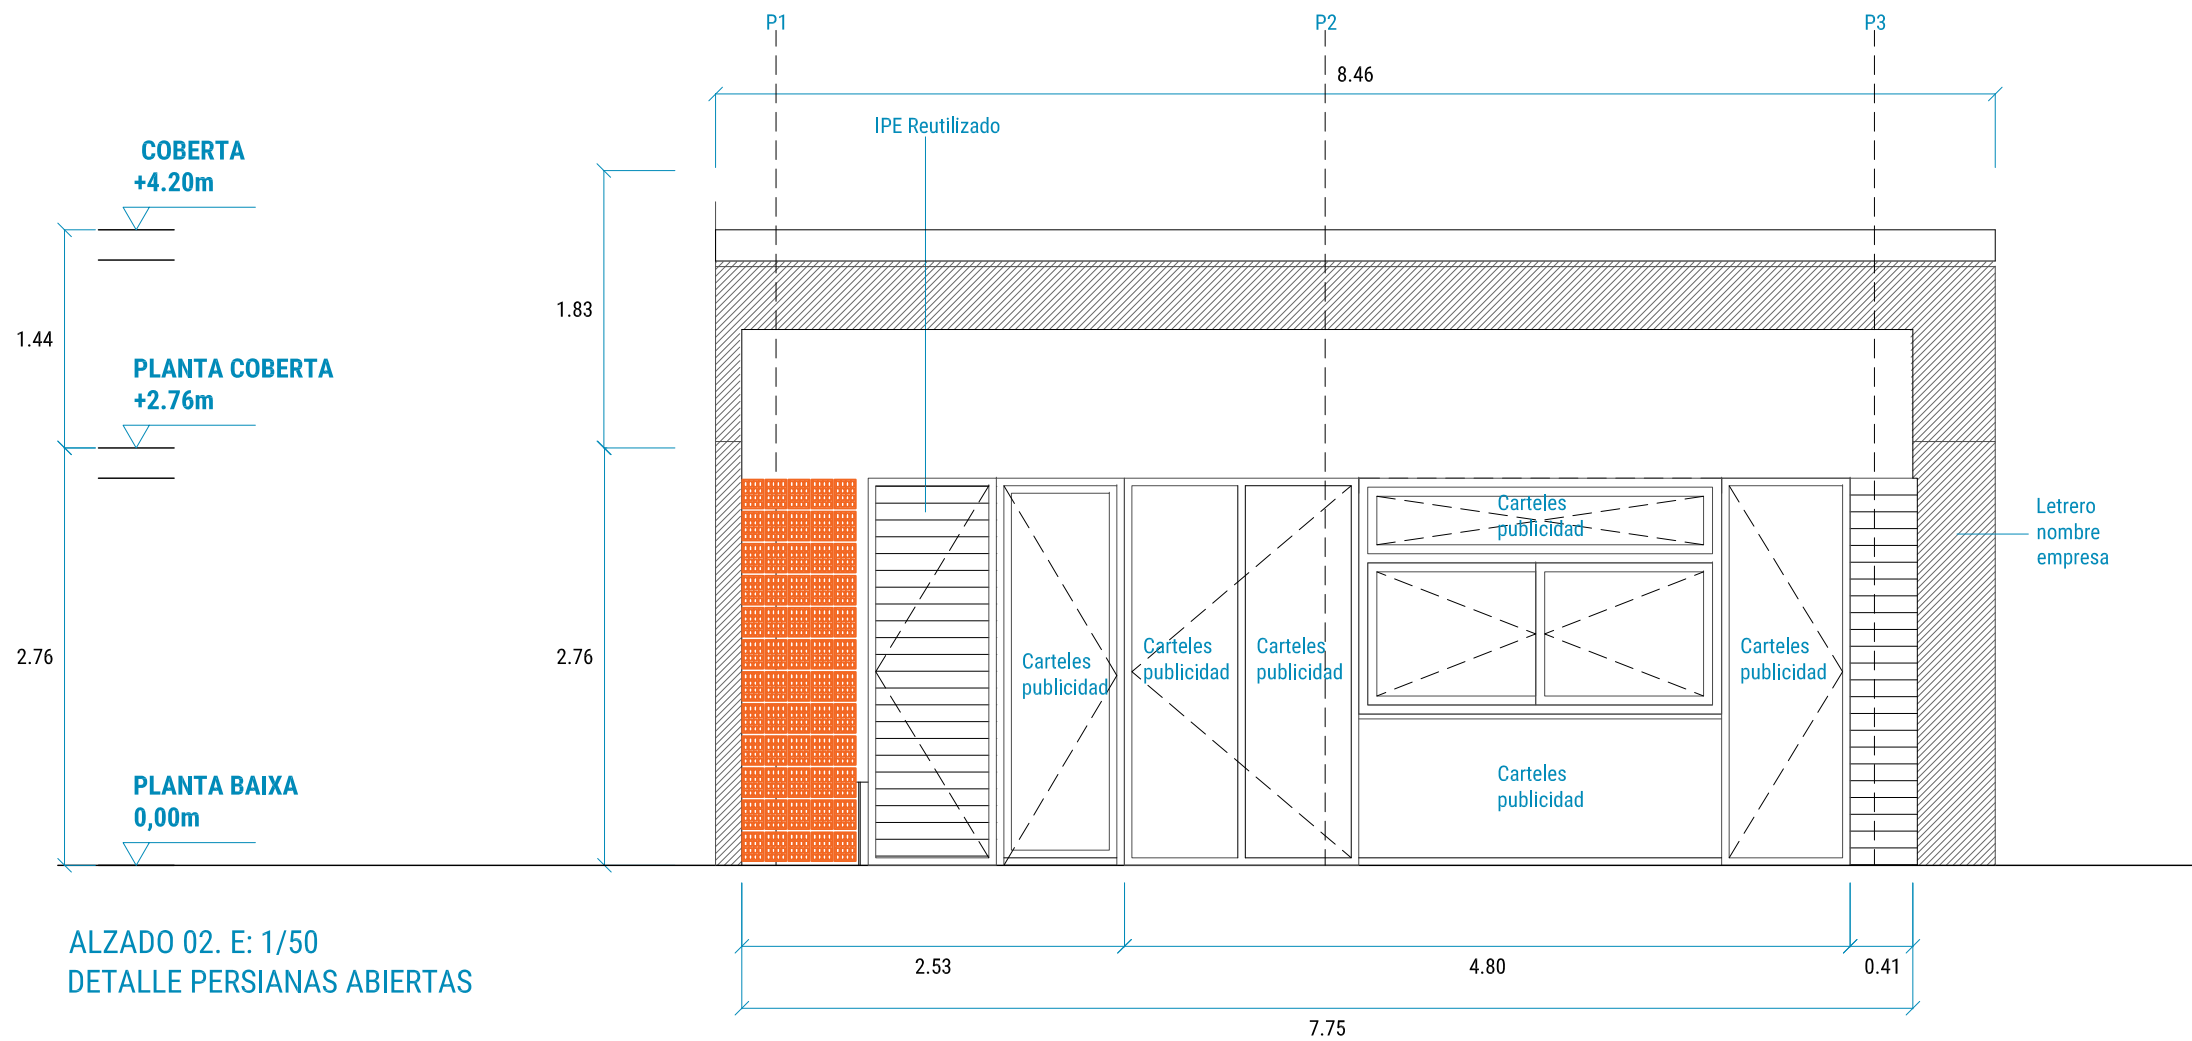 P1
P2
P3
8.46
IPE Reutilizado
COBERTA
+4.20m
1.83
1.44
PLANTA COBERTA
+2.76m
Carteles
publicidad
Letrero
nombre
empresa
2.76
2.76
Carteles
publicidad
Carteles
publicidad
Carteles
publicidad
Carteles
publicidad
Carteles
publicidad
PLANTA BAIXA
0,00m
ALZADO 02. E: 1/50
DETALLE PERSIANAS ABIERTAS
2.53
4.80
0.41
7.75